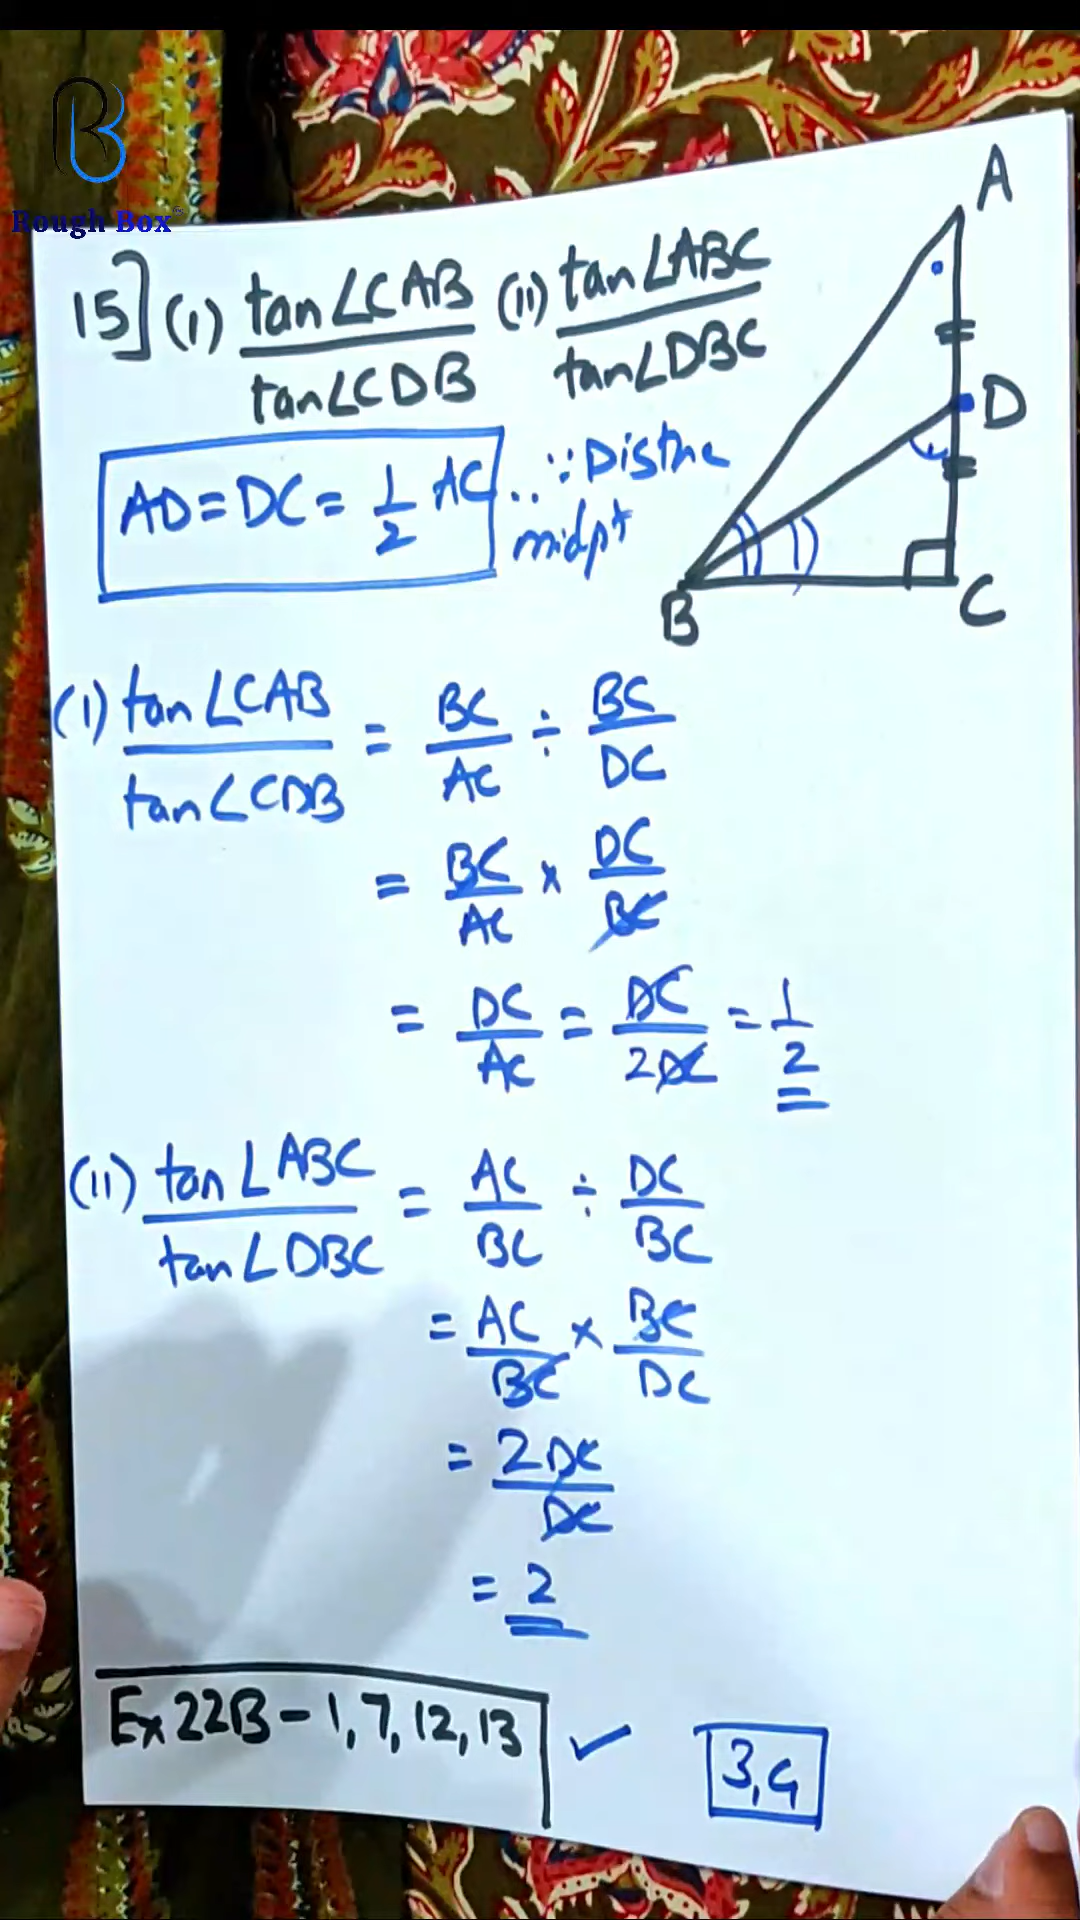 Rough Box™
15] (i) tan∠CAB / tan∠CDB (ii) tan∠ABC / tan∠DBC
A
D
B
C
AD = DC = 1/2 AC .. ∵ D is the
midpt
(i) tan∠CAB / tan∠CDB = BC/AC ÷ BC/DC
= BC/AC × DC/BC
= DC/AC = DC/2DC = 1/2
(ii) tan∠ABC / tan∠DBC = AC/BC ÷ DC/BC
= AC/BC × BC/DC
= 2DC/DC
= 2
Ex 22B - 1, 7, 12, 13 ✓
3, 4